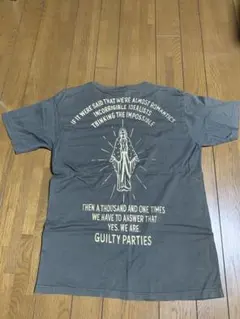 IF IT WERE SAID THAT WE'RE ALMOST ROMANTICS
INCORRIGIBLE IDEALISTS
THINKING THE IMPOSSIBLE
THEN A THOUSAND AND ONE TIMES
WE HAVE TO ANSWER THAT
YES, WE ARE
GUILTY PARTIES